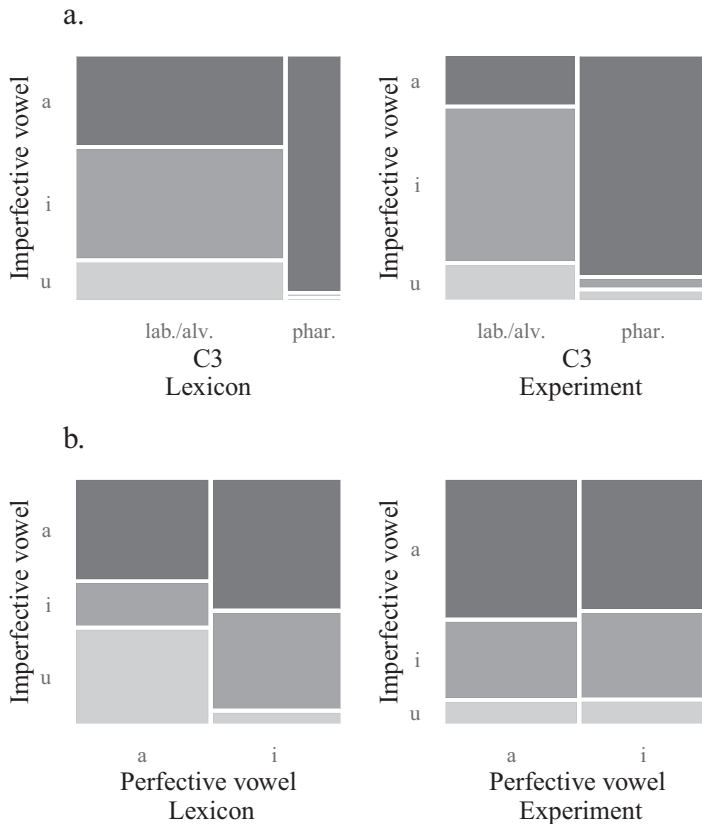 a.
Imperfective vowel
a
i
u
lab./alv. phar.
C3
Lexicon
Imperfective vowel
a
i
u
lab./alv. phar.
C3
Experiment
b.
Imperfective vowel
a
i
u
a i
Perfective vowel
Lexicon
Imperfective vowel
a
i
u
a i
Perfective vowel
Experiment